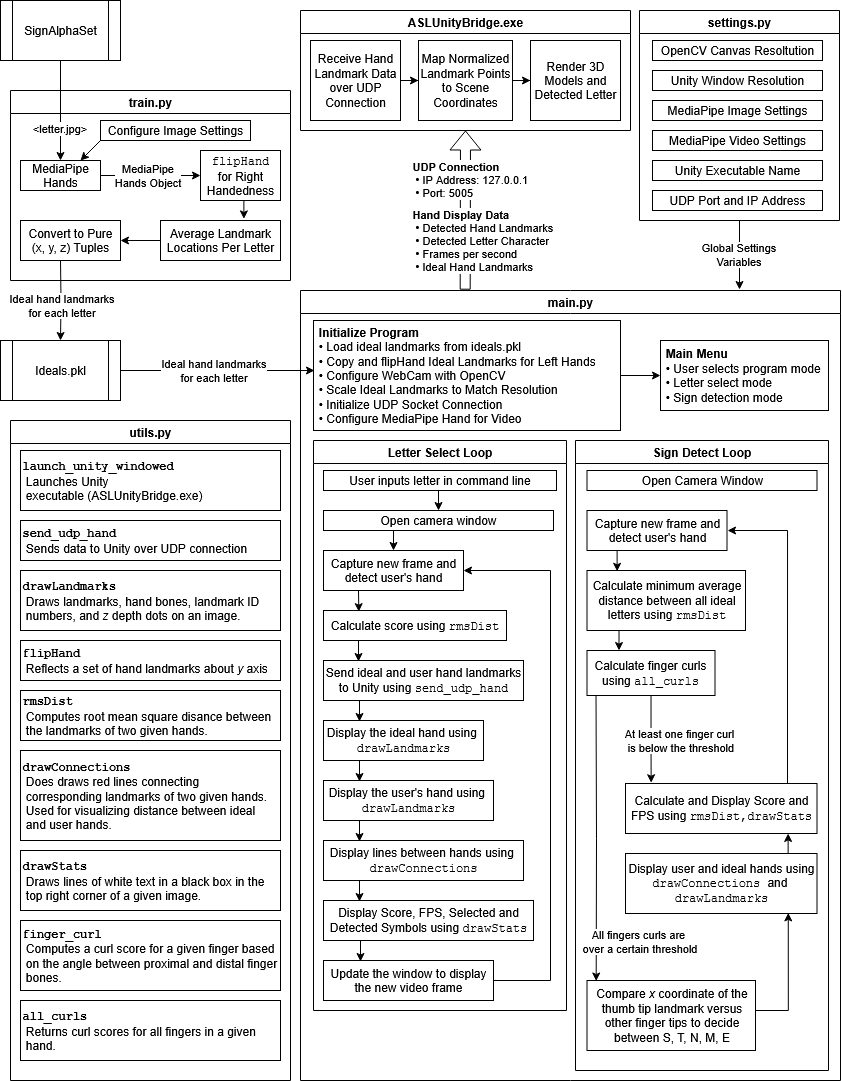 SignAlphaSet
train.py
<letter.jpg>
Configure Image Settings
MediaPipe
Hands
MediaPipe
Hands Object
flipHand
for Right
Handedness
Convert to Pure
(x, y, z) Tuples
Average Landmark
Locations Per Letter
Ideal hand landmarks
for each letter
Ideals.pkl
Ideal hand landmarks
for each letter
ASLUnityBridge.exe
Receive Hand
Landmark Data
over UDP
Connection
Map Normalized
Landmark Points
to Scene
Coordinates
Render 3D
Models and
Detected Letter
UDP Connection
• IP Address: 127.0.0.1
• Port: 5005
Hand Display Data
• Detected Hand Landmarks
• Detected Letter Character
• Frames per second
• Ideal Hand Landmarks
settings.py
OpenCV Canvas Resoltution
Unity Window Resolution
MediaPipe Image Settings
MediaPipe Video Settings
Unity Executable Name
UDP Port and IP Address
Global Settings
Variables
main.py
Initialize Program
• Load ideal landmarks from ideals.pkl
• Copy and flipHand Ideal Landmarks for Left Hands
• Configure WebCam with OpenCV
• Scale Ideal Landmarks to Match Resolution
• Initialize UDP Socket Connection
• Configure MediaPipe Hand for Video
Main Menu
• User selects program mode
• Letter select mode
• Sign detection mode
utils.py
launch_unity_windowed
Launches Unity
executable (ASLUnityBridge.exe)
send_udp_hand
Sends data to Unity over UDP connection
drawLandmarks
Draws landmarks, hand bones, landmark ID
numbers, and z depth dots on an image.
flipHand
Reflects a set of hand landmarks about y axis
rmsDist
Computes root mean square disance between
the landmarks of two given hands.
drawConnections
Does draws red lines connecting
corresponding landmarks of two given hands.
Used for visualizing distance between ideal
and user hands.
drawStats
Draws lines of white text in a black box in the
top right corner of a given image.
finger_curl
Computes a curl score for a given finger based
on the angle between proximal and distal finger
bones.
all_curls
Returns curl scores for all fingers in a given
hand.
Letter Select Loop
User inputs letter in command line
Open camera window
Capture new frame and
detect user's hand
Calculate score using rmsDist
Send ideal and user hand landmarks
to Unity using send_udp_hand
Display the ideal hand using
drawLandmarks
Display the user's hand using
drawLandmarks
Display lines between hands using
drawConnections
Display Score, FPS, Selected and
Detected Symbols using drawStats
Update the window to display
the new video frame
Sign Detect Loop
Open Camera Window
Capture new frame and
detect user's hand
Calculate minimum average
distance between all ideal
letters using rmsDist
Calculate finger curls
using all_curls
At least one finger curl
is below the threshold
Calculate and Display Score and
FPS using rmsDist,drawStats
Display user and ideal hands using
drawConnections and
drawLandmarks
All fingers curls are
over a certain threshold
Compare x coordinate of the
thumb tip landmark versus
other finger tips to decide
between S, T, N, M, E